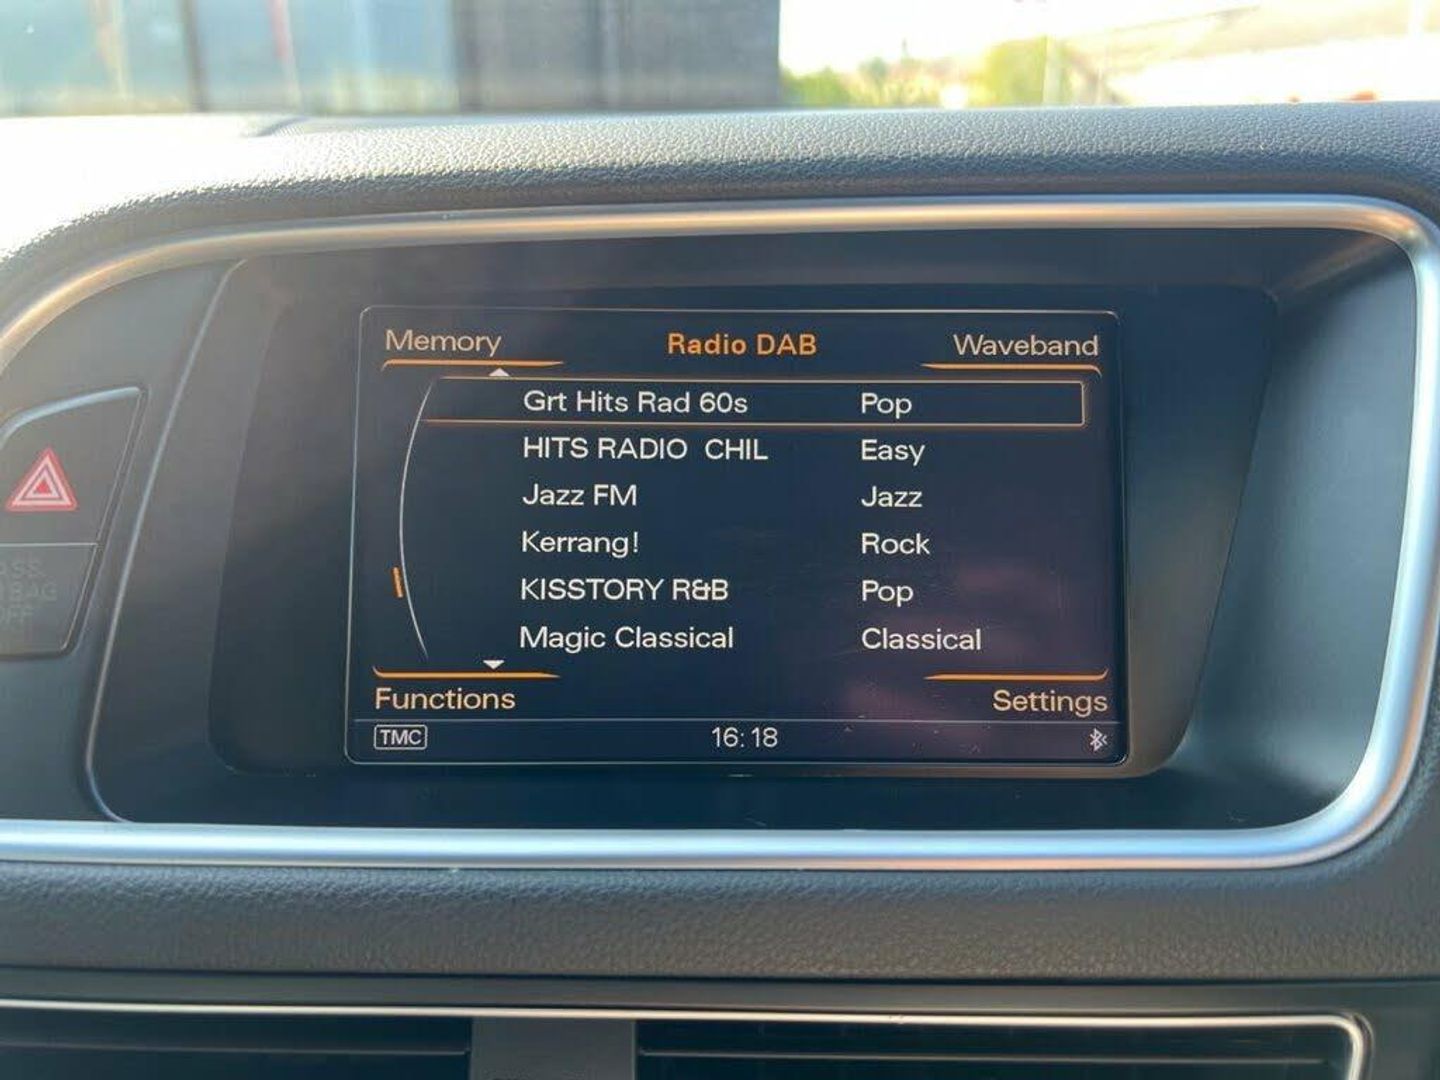 Memory Radio DAB Waveband
Grt Hits Rad 60s Pop
HITS RADIO  CHIL Easy
Jazz FM Jazz
Kerrang! Rock
KISSTORY R&B Pop
Magic Classical Classical
Functions Settings
TMC 16:18
OFF